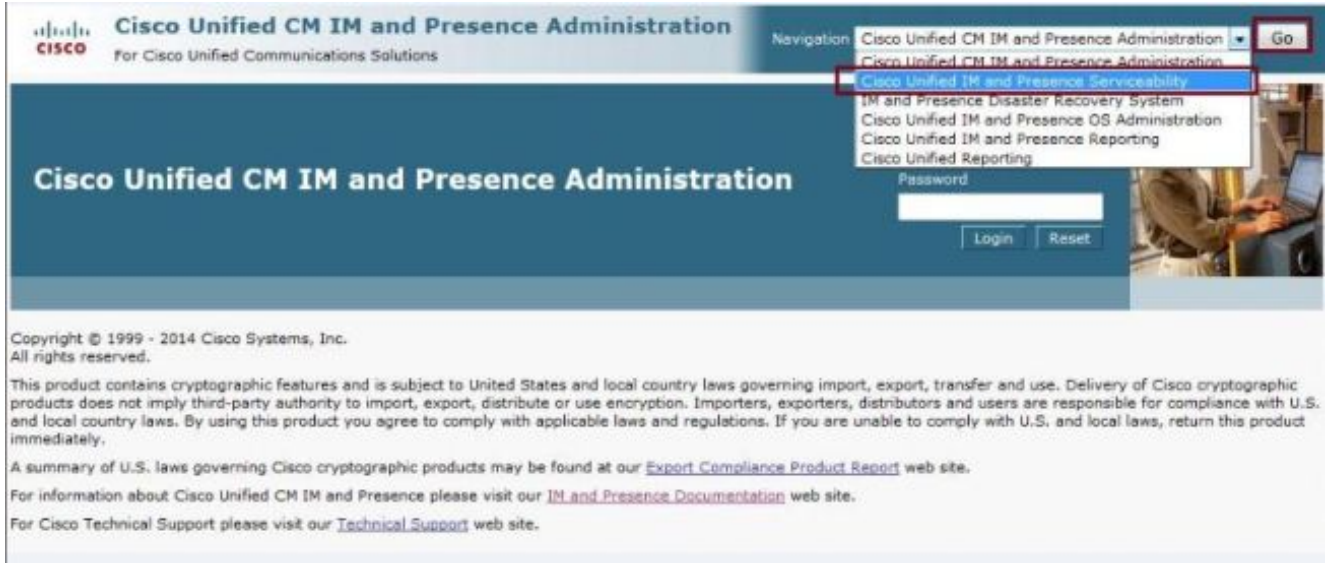 Cisco Unified CM IM and Presence Administration
CISCO
For Cisco Unified Communications Solutions
Navigation
Cisco Unified CM IM and Presence Administration
Go
Cisco Unified CM IM and Presence Administration
Cisco Unified IM and Presence Serviceability
IM and Presence Disaster Recovery System
Cisco Unified IM and Presence OS Administration
Cisco Unified IM and Presence Reporting
Cisco Unified Reporting
Cisco Unified CM IM and Presence Administration
Password
Login
Reset
Copyright © 1999 - 2014 Cisco Systems, Inc.
All rights reserved.
This product contains cryptographic features and is subject to United States and local country laws governing import, export, transfer and use. Delivery of Cisco cryptographic
products does not imply third-party authority to import, export, distribute or use encryption. Importers, exporters, distributors and users are responsible for compliance with U.S.
and local country laws. By using this product you agree to comply with applicable laws and regulations. If you are unable to comply with U.S. and local laws, return this product
immediately.
A summary of U.S. laws governing Cisco cryptographic products may be found at our Export Compliance Product Report web site.
For information about Cisco Unified CM IM and Presence please visit our IM and Presence Documentation web site.
For Cisco Technical Support please visit our Technical Support web site.